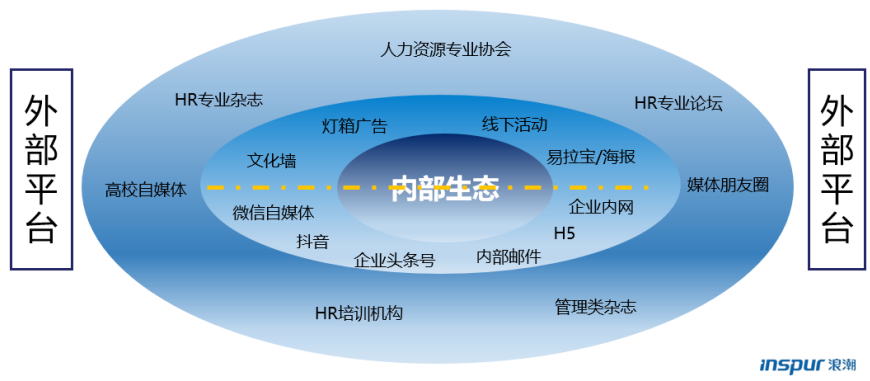 人力资源专业协会
HR专业杂志
HR专业论坛
外部平台
外部平台
灯箱广告
线下活动
文化墙
易拉宝/海报
高校自媒体
内部生态
媒体朋友圈
微信自媒体
企业内网
抖音
H5
企业头条号
内部邮件
HR培训机构
管理类杂志
inspur 浪潮